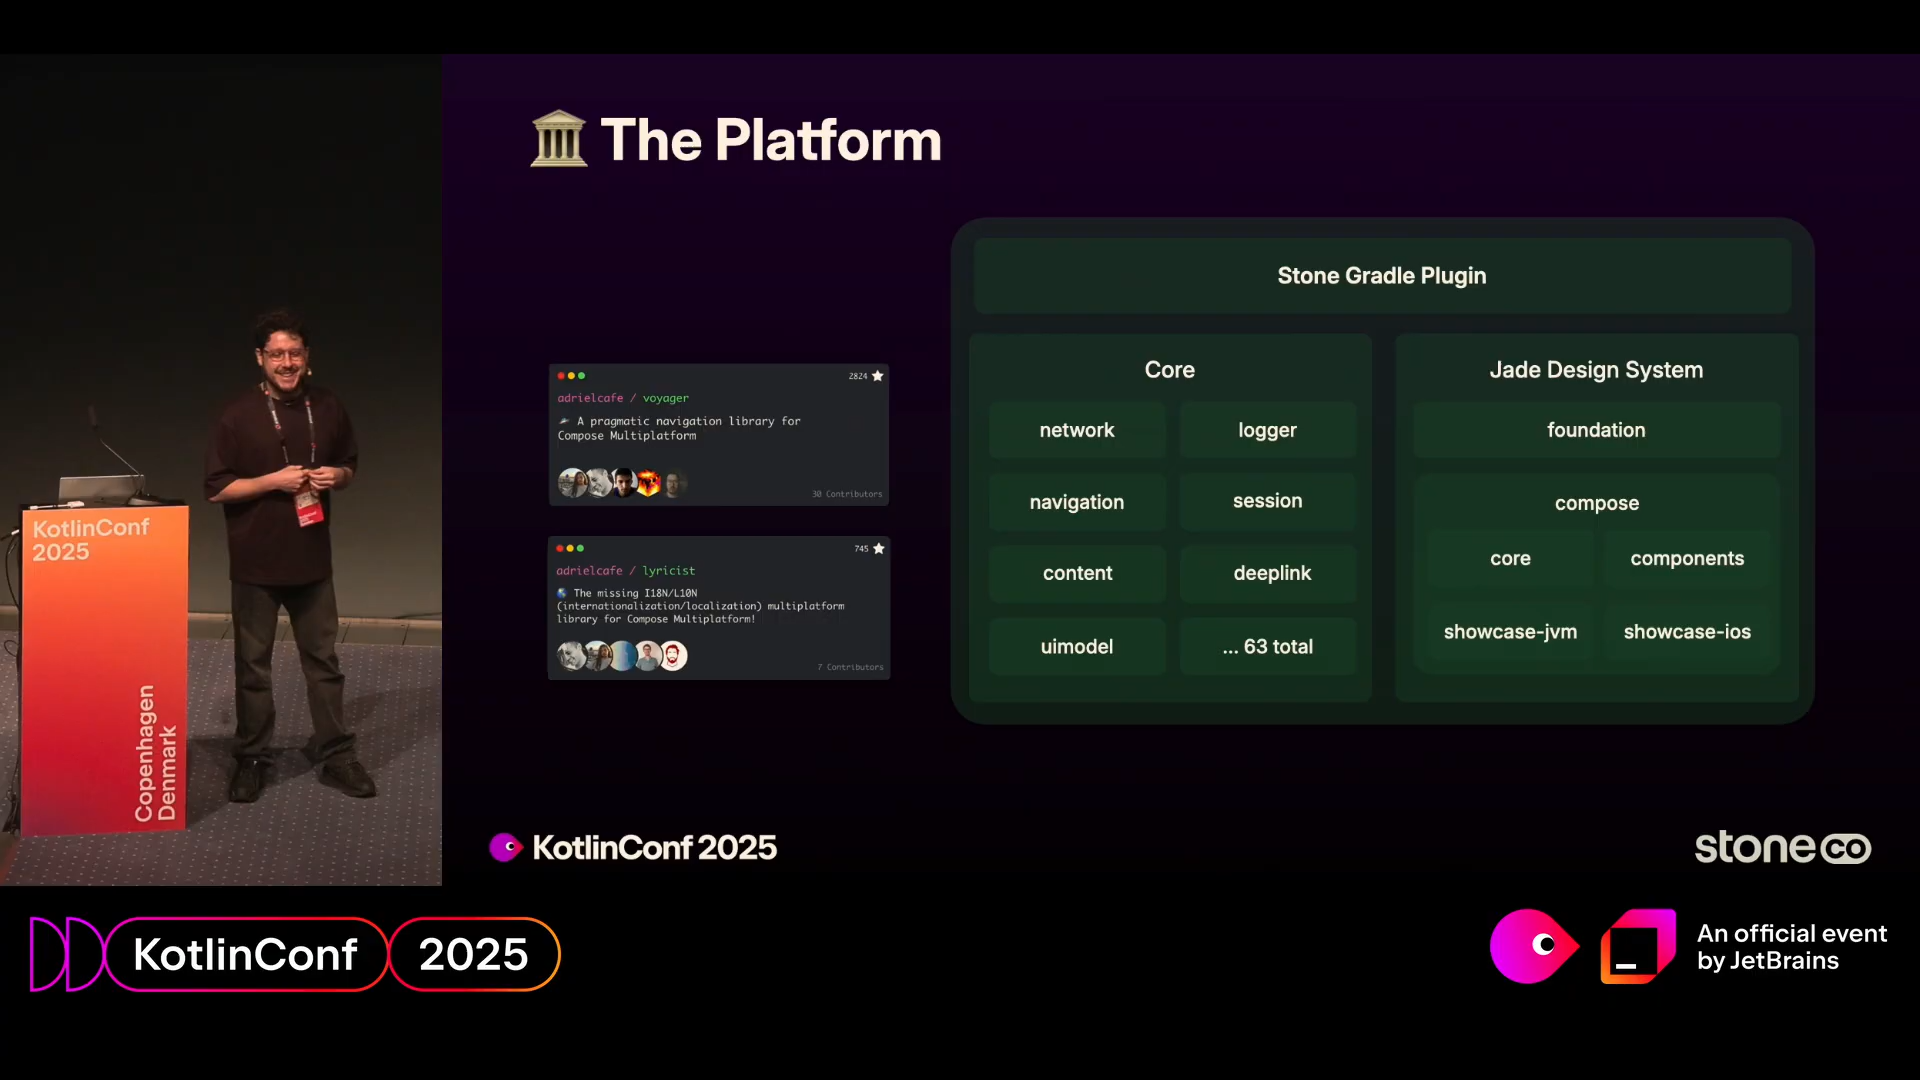 The Platform
2824
adrielcafe / voyager
A pragmatic navigation library for
Compose Multiplatform
30 Contributors
745
adrielcafe / lyricist
The missing I18N/L10N
(internationalization/localization) multiplatform
library for Compose Multiplatform!
7 Contributors
Stone Gradle Plugin
Core
network
logger
navigation
session
content
deeplink
uimodel
... 63 total
Jade Design System
foundation
compose
core
components
showcase-jvm
showcase-ios
KotlinConf
2025
Copenhagen
Denmark
KotlinConf 2025
stone co
KotlinConf
2025
An official event
by JetBrains